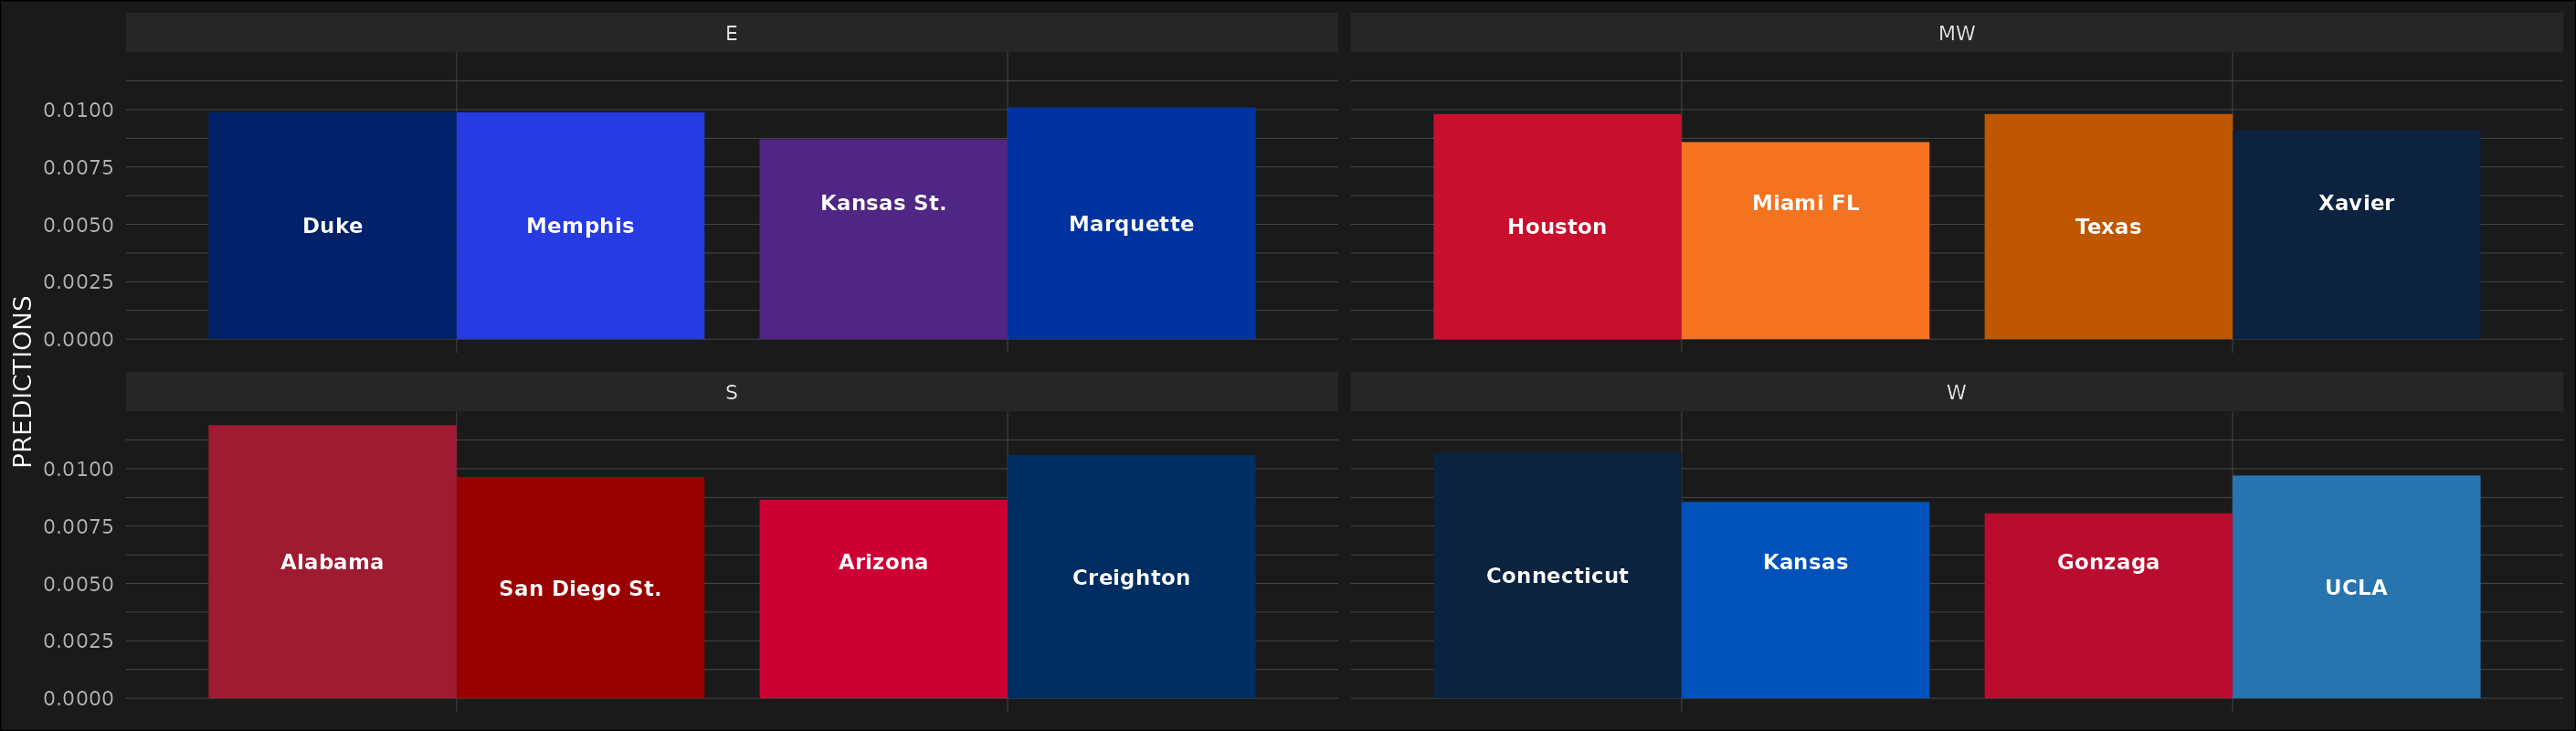 PREDICTIONS
E
0.0100
0.0075
0.0050
0.0025
0.0000
Duke
Memphis
Kansas St.
Marquette
MW
Houston
Miami FL
Texas
Xavier
S
0.0100
0.0075
0.0050
0.0025
0.0000
Alabama
San Diego St.
Arizona
Creighton
W
Connecticut
Kansas
Gonzaga
UCLA